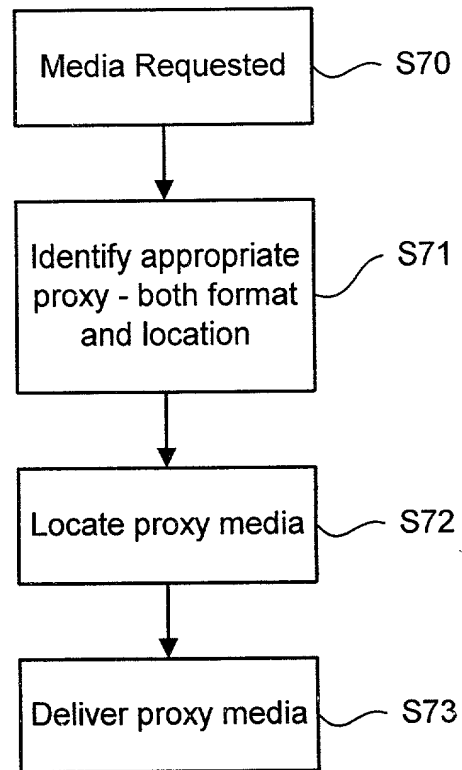 Media Requested
S70
Identify appropriate
proxy - both format
and location
S71
Locate proxy media
S72
Deliver proxy media
S73